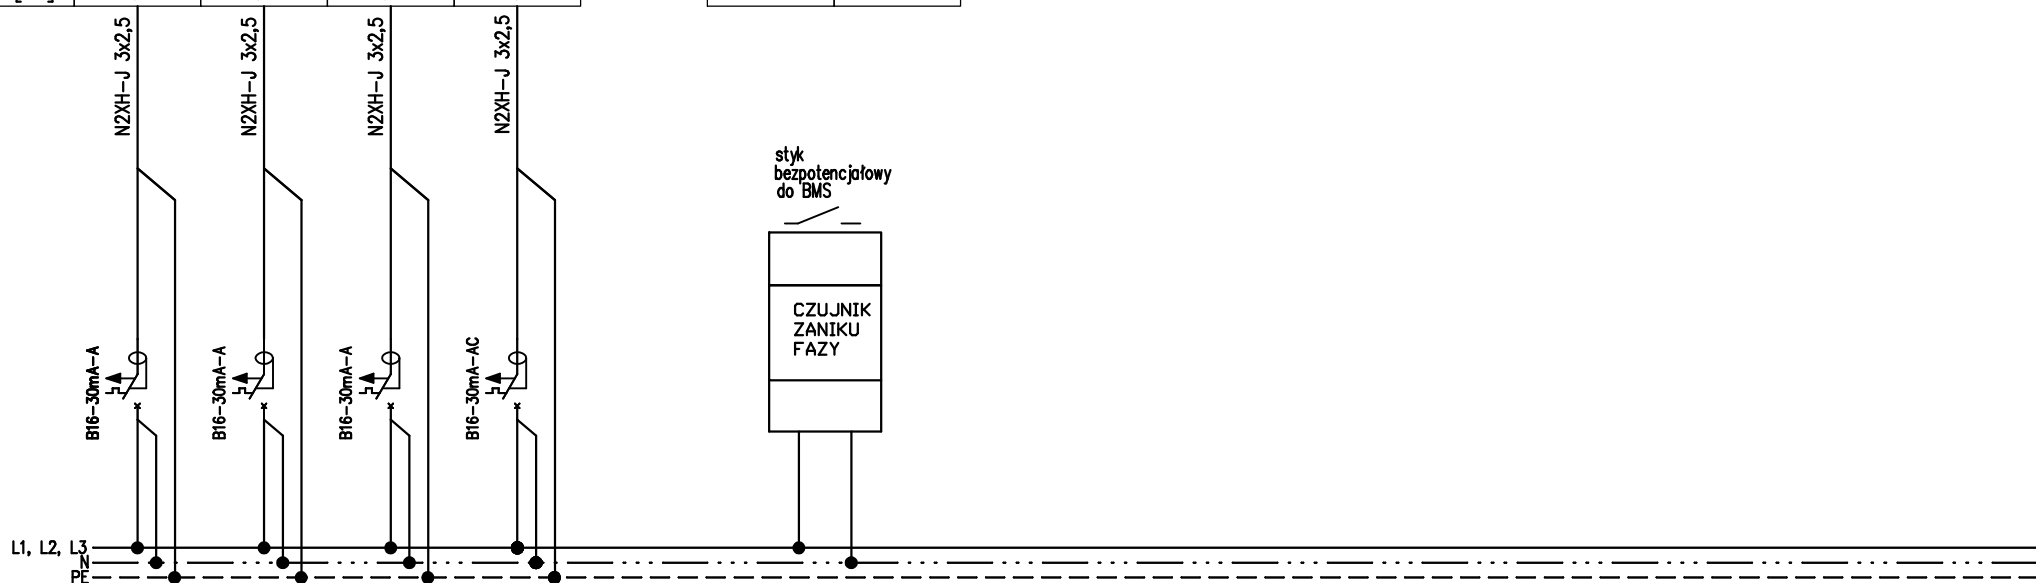 N2XH-J 3x2,5
N2XH-J 3x2,5
N2XH-J 3x2,5
N2XH-J 3x2,5
styk
bezpotencjałowy
do BMS
CZUJNIK
ZANIKU
FAZY
B16-30mA-A
B16-30mA-A
B16-30mA-A
B16-30mA-AC
L1, L2, L3
N
PE